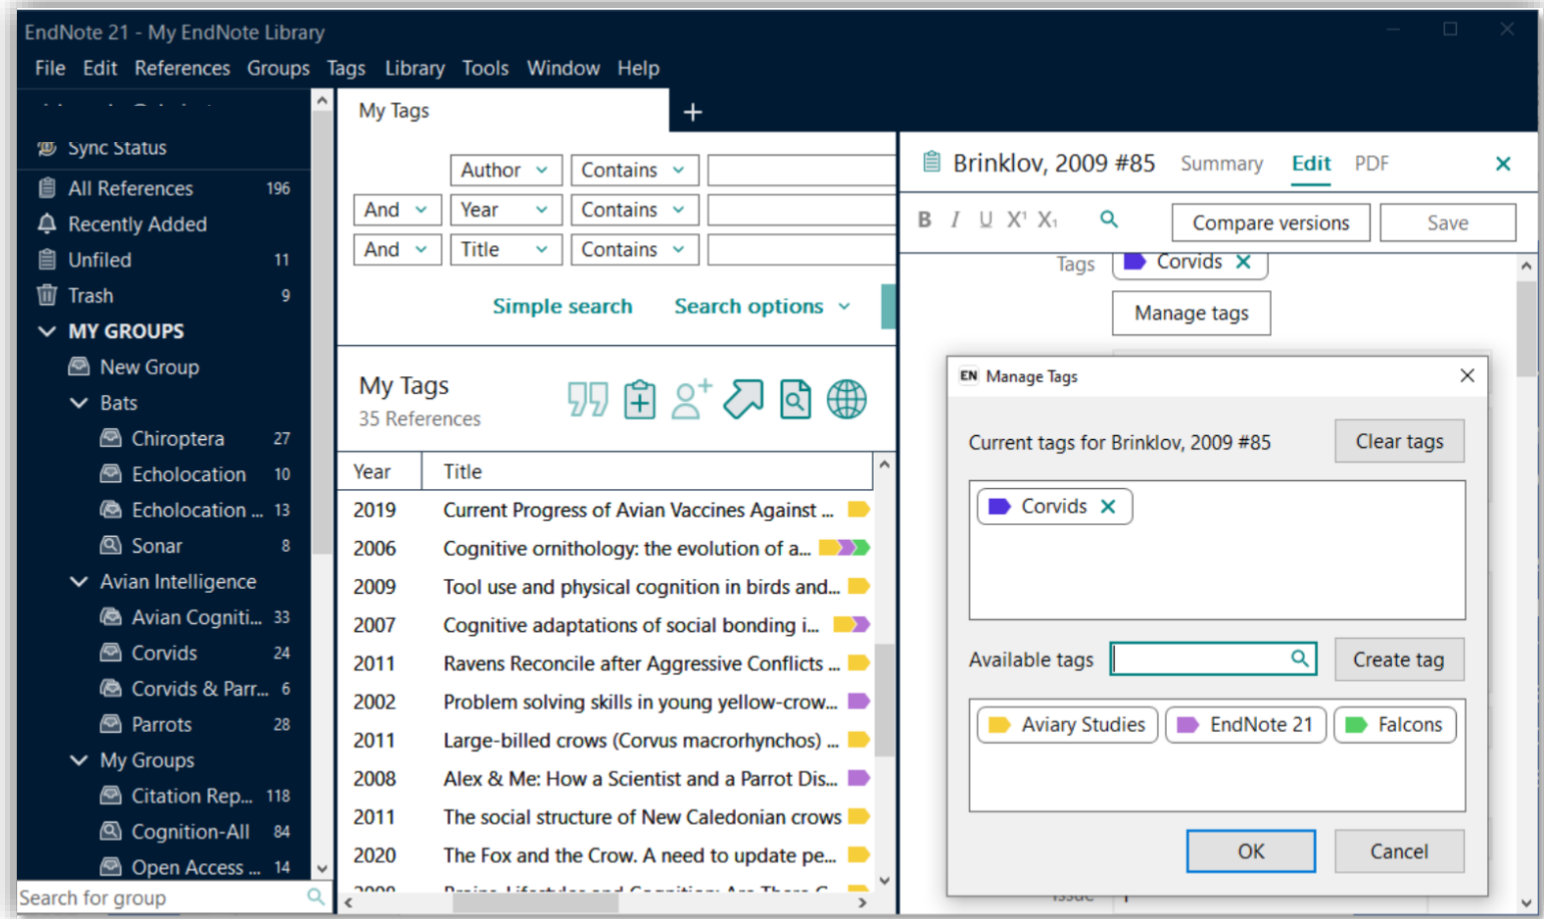 EndNote 21 - My EndNote Library
File Edit References Groups Tags Library Tools Window Help
Sync Status
All References 196
Recently Added
Unfiled 11
Trash 9
MY GROUPS
New Group
Bats
Chiroptera 27
Echolocation 10
Echolocation ... 13
Sonar 8
Avian Intelligence
Avian Cogniti... 33
Corvids 24
Corvids & Parr... 6
Parrots 28
My Groups
Citation Rep... 118
Cognition-All 84
Open Access ... 14
Search for group
My Tags
Author Contains
And Year Contains
And Title Contains
Simple search Search options
My Tags
35 References
Year Title
2019 Current Progress of Avian Vaccines Against ...
2006 Cognitive ornithology: the evolution of a...
2009 Tool use and physical cognition in birds and...
2007 Cognitive adaptations of social bonding i...
2011 Ravens Reconcile after Aggressive Conflicts ...
2002 Problem solving skills in young yellow-crow...
2011 Large-billed crows (Corvus macrorhynchos) ...
2008 Alex & Me: How a Scientist and a Parrot Dis...
2011 The social structure of New Caledonian crows
2020 The Fox and the Crow. A need to update pe...
Brinklov, 2009 #85 Summary Edit PDF
B I U X¹ X₁ Compare versions Save
Tags Corvids
Manage tags
EN Manage Tags
Current tags for Brinklov, 2009 #85 Clear tags
Corvids
Available tags Create tag
Aviary Studies EndNote 21 Falcons
OK Cancel